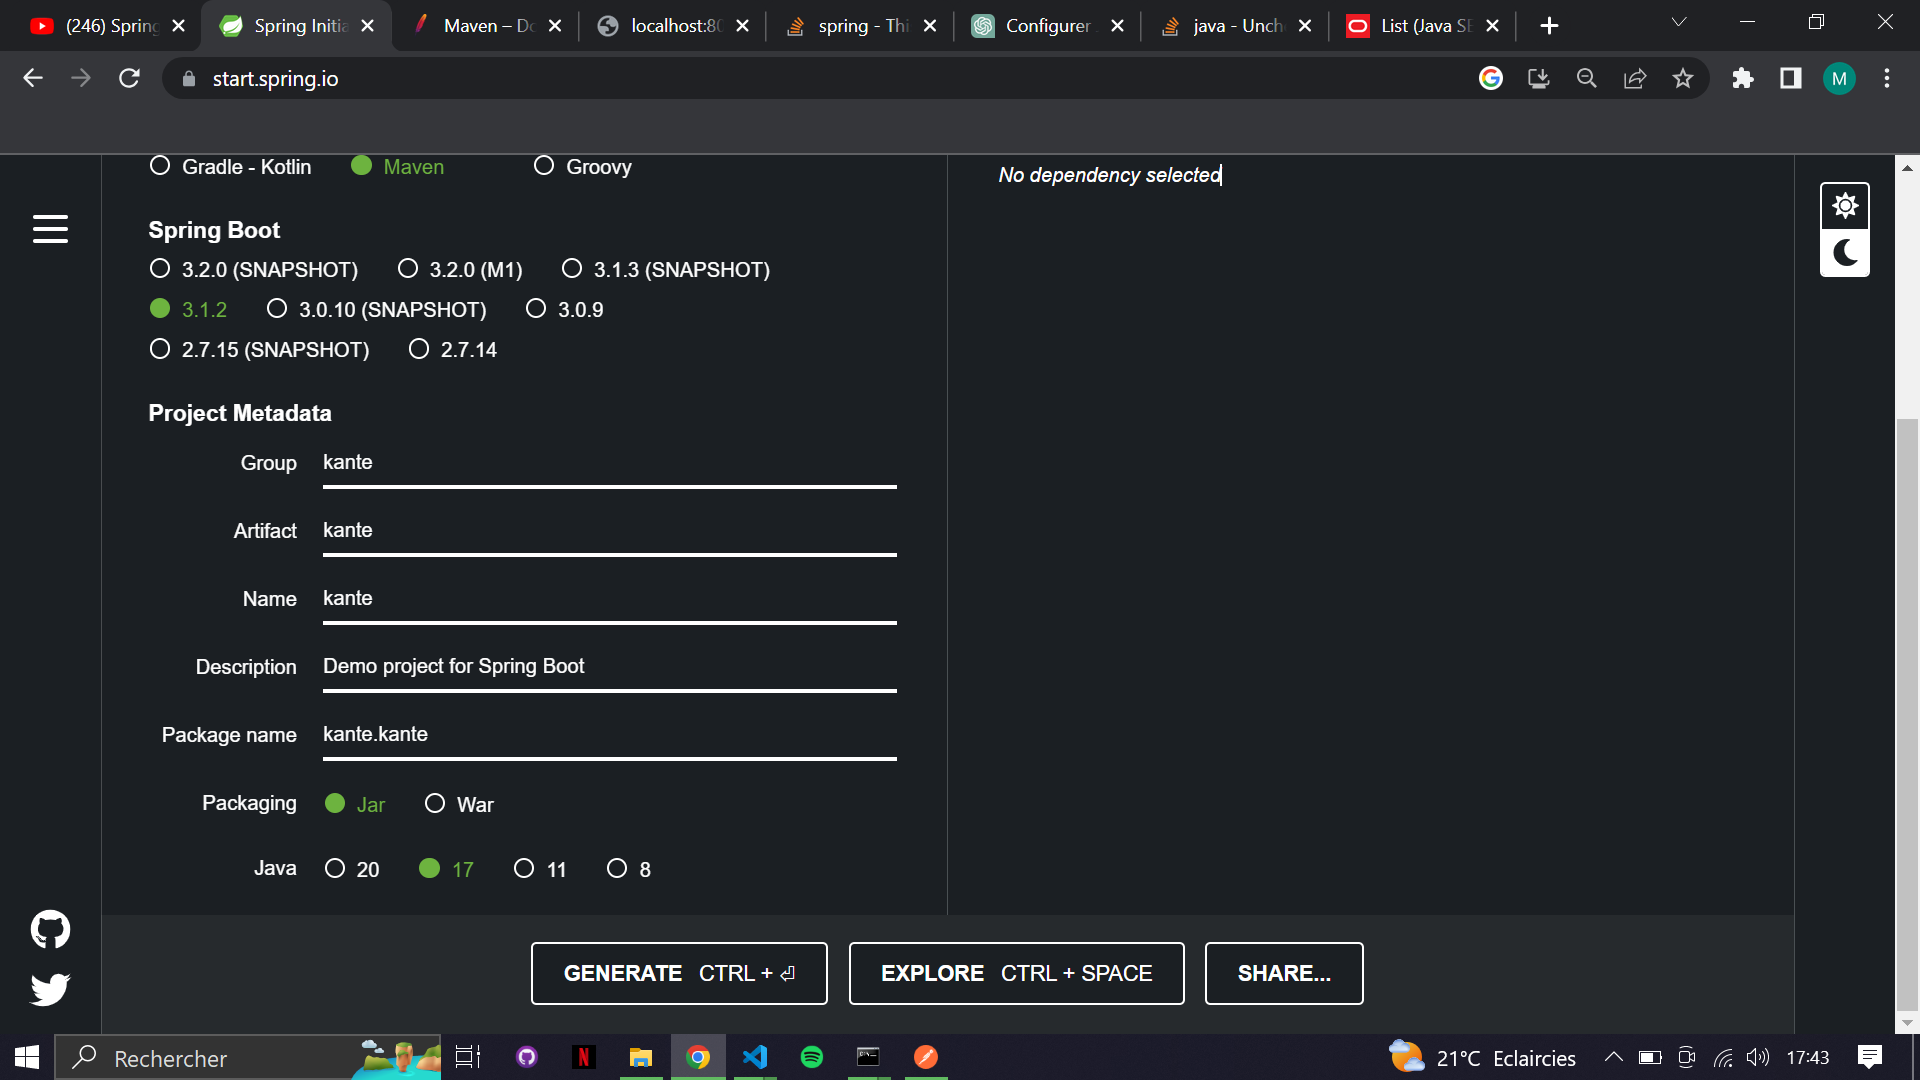 (246) Spring
Spring Initia
Maven – Do
localhost:80
spring - Thi
Configurer
java - Unch
List (Java SE
start.spring.io
M
Gradle - Kotlin
Maven
Groovy
No dependency selected
Spring Boot
3.2.0 (SNAPSHOT)
3.2.0 (M1)
3.1.3 (SNAPSHOT)
3.1.2
3.0.10 (SNAPSHOT)
3.0.9
2.7.15 (SNAPSHOT)
2.7.14
Project Metadata
Group kante
Artifact kante
Name kante
Description Demo project for Spring Boot
Package name kante.kante
Packaging Jar War
Java 20 17 11 8
GENERATE CTRL + ⏎
EXPLORE CTRL + SPACE
SHARE...
Rechercher
N
21°C Eclaircies
17:43